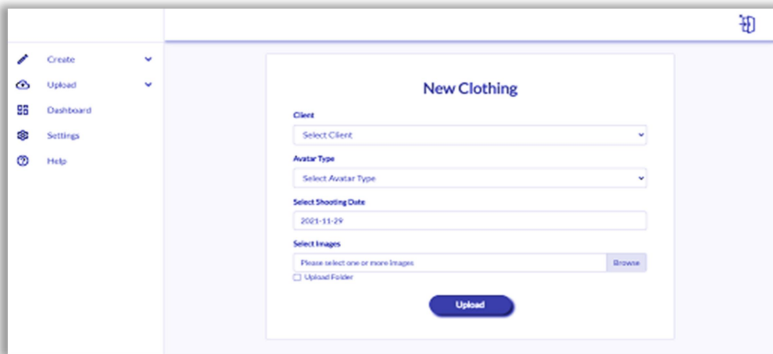 Create
Upload
Dashboard
Settings
Help
New Clothing
Client
Select Client
Avatar Type
Select Avatar Type
Select Shooting Date
2021-11-29
Select Images
Please select one or more images
Browse
Upload Folder
Upload